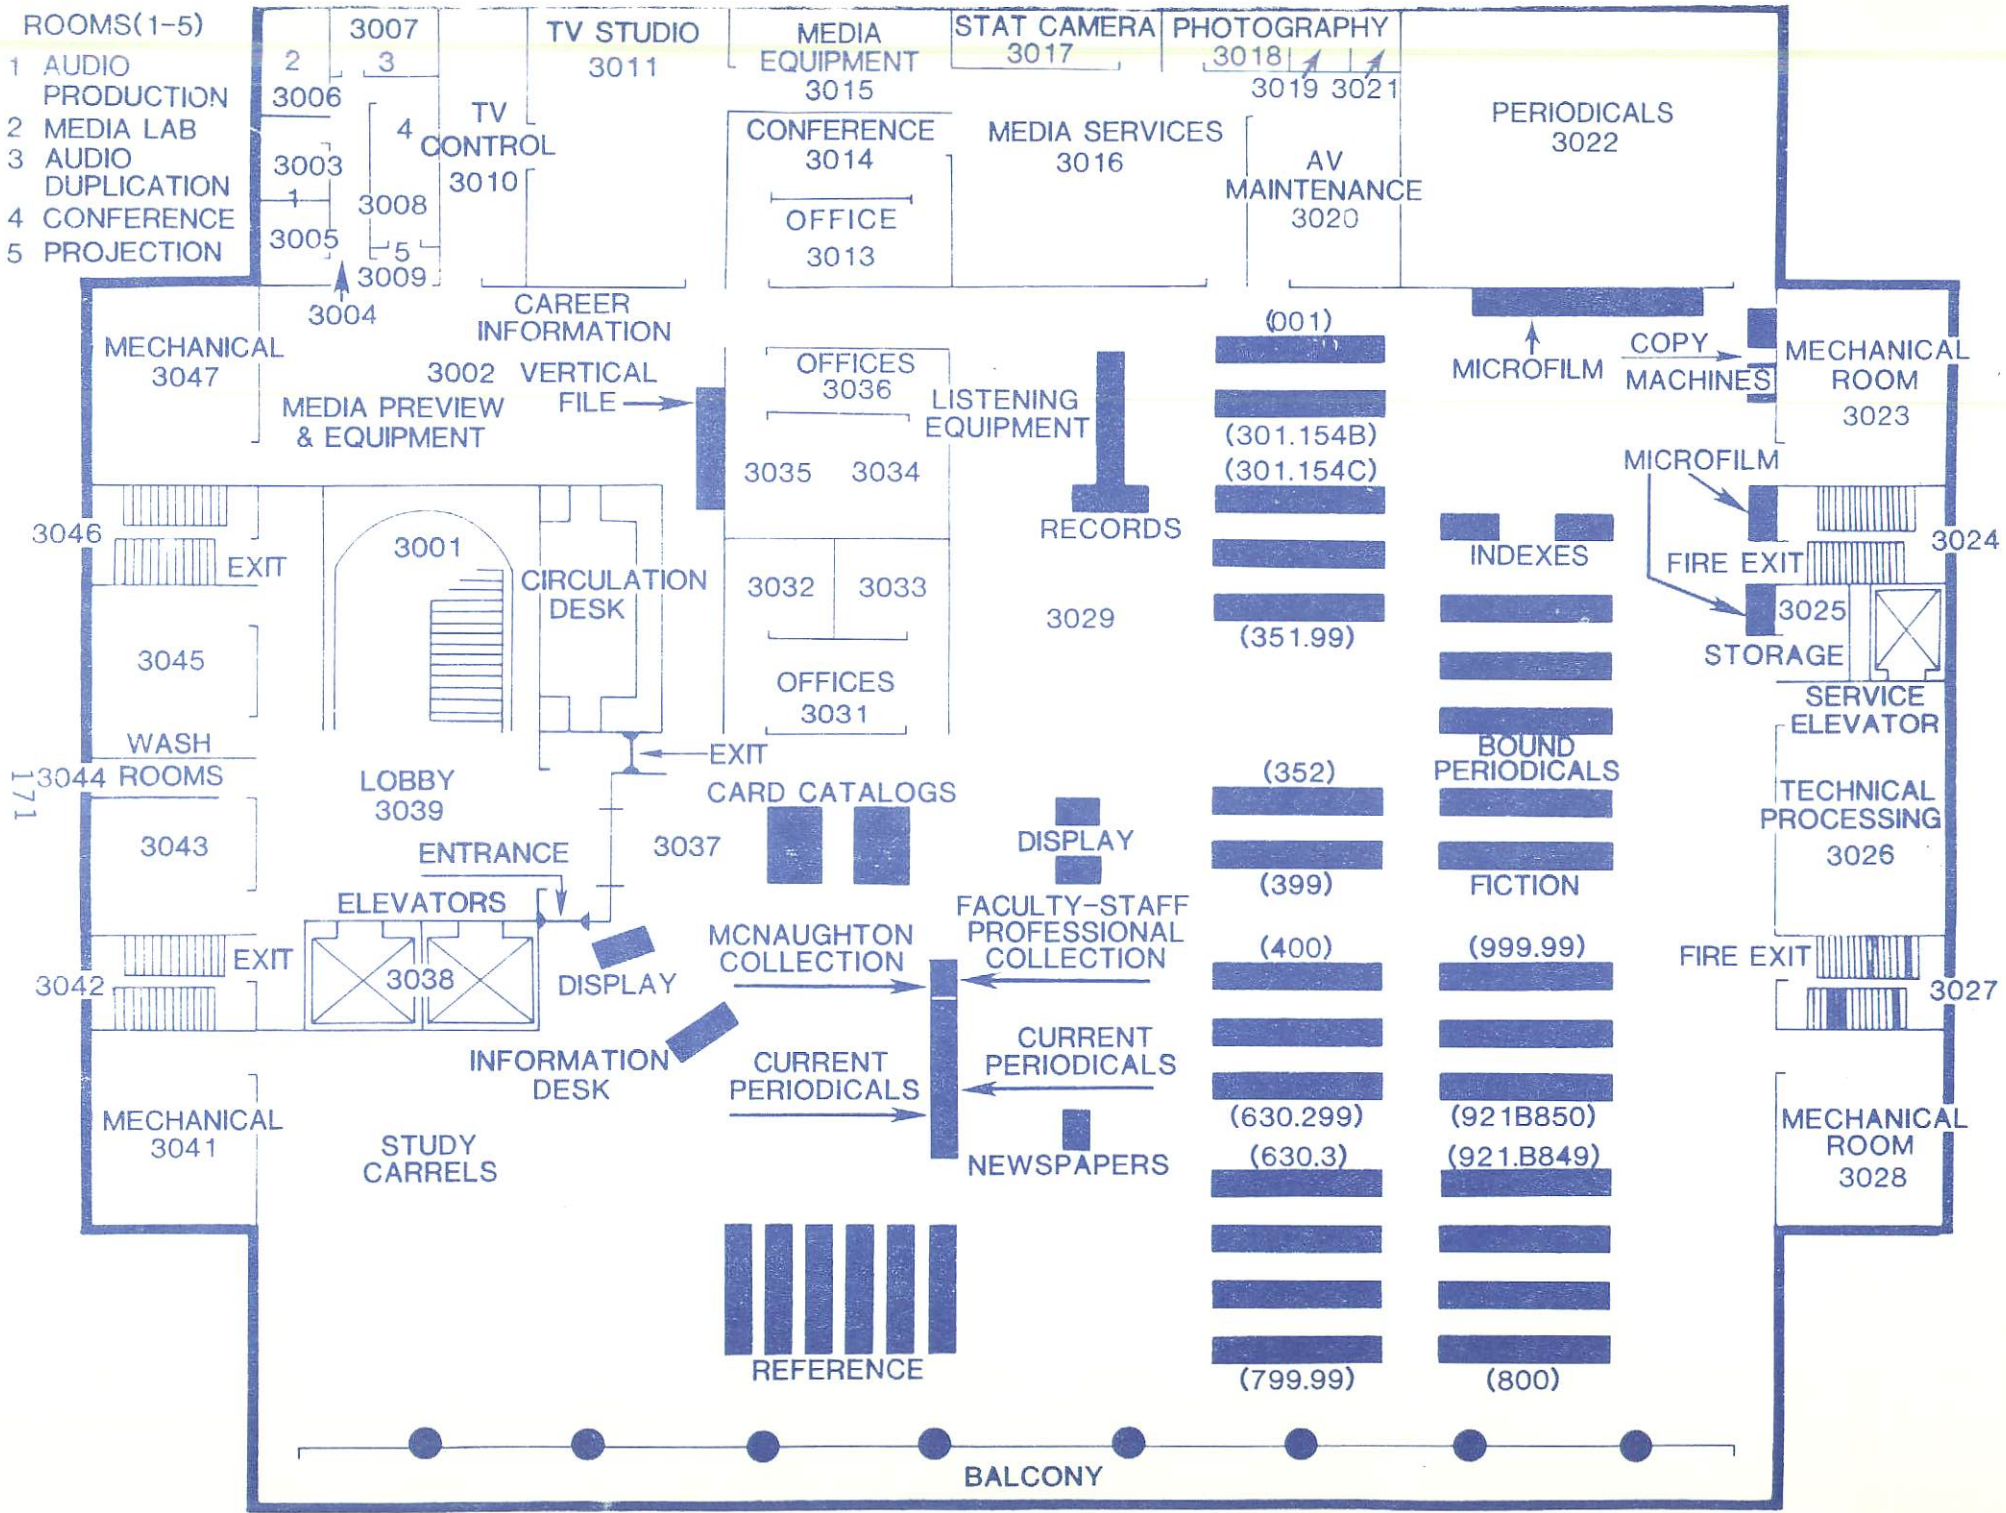 ROOMS(1-5)
1 AUDIO
PRODUCTION
2 MEDIA LAB
3 AUDIO
DUPLICATION
4 CONFERENCE
5 PROJECTION
2
3006
3007
3
3003
1
3005
4
3008
5
3009
3004
TV
CONTROL
3010
TV STUDIO
3011
MEDIA
EQUIPMENT
3015
CONFERENCE
3014
OFFICE
3013
STAT CAMERA
3017
MEDIA SERVICES
3016
PHOTOGRAPHY
3018
3019 3021
AV
MAINTENANCE
3020
PERIODICALS
3022
MECHANICAL
3047
CAREER
INFORMATION
3002
MEDIA PREVIEW
& EQUIPMENT
VERTICAL
FILE
OFFICES
3036
3035 3034
LISTENING
EQUIPMENT
RECORDS
(001)
(301.154B)
(301.154C)
(351.99)
MICROFILM
COPY
MACHINES
MECHANICAL
ROOM
3023
MICROFILM
INDEXES
FIRE EXIT
3024
3025
STORAGE
SERVICE
ELEVATOR
3046
EXIT
3001
CIRCULATION
DESK
3032 3033
3029
OFFICES
3031
3045
WASH
ROOMS
3044
171
3043
LOBBY
3039
EXIT
CARD CATALOGS
3037
ENTRANCE
ELEVATORS
3038
EXIT
3042
DISPLAY
DISPLAY
(352)
(399)
BOUND
PERIODICALS
FICTION
TECHNICAL
PROCESSING
3026
MCNAUGHTON
COLLECTION
FACULTY-STAFF
PROFESSIONAL
COLLECTION
(400)
(999.99)
FIRE EXIT
3027
INFORMATION
DESK
CURRENT
PERIODICALS
CURRENT
PERIODICALS
NEWSPAPERS
(630.299)
(630.3)
(921B850)
(921.B849)
MECHANICAL
ROOM
3028
MECHANICAL
3041
STUDY
CARRELS
REFERENCE
(799.99)
(800)
BALCONY